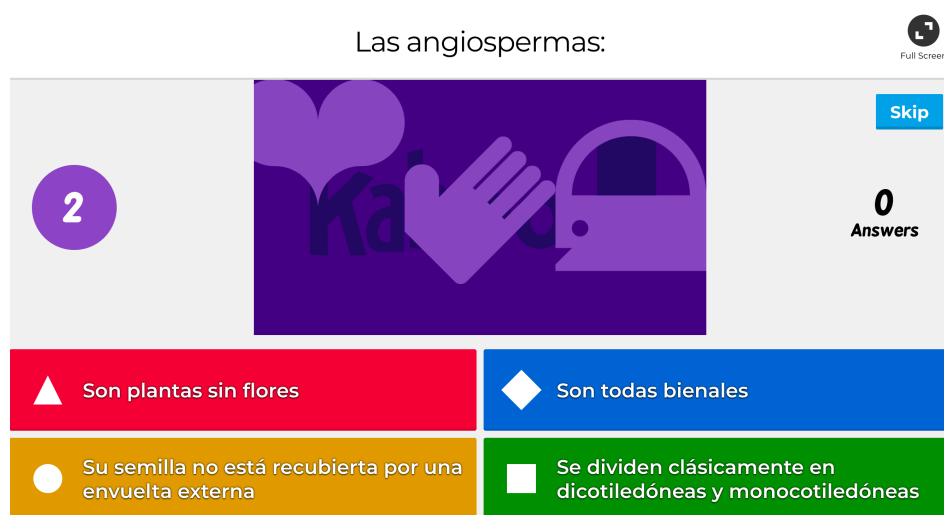 Las angiospermas:
Full Screen
Skip
2
0
Answers
Son plantas sin flores
Son todas bienales
Su semilla no está recubierta por una
envuelta externa
Se dividen clásicamente en
dicotiledóneas y monocotiledóneas